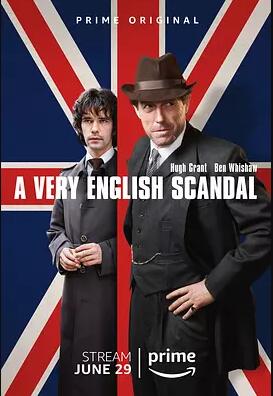 PRIME ORIGINAL
Hugh Grant Ben Whishaw
A VERY ENGLISH SCANDAL
STREAM
JUNE 29
prime